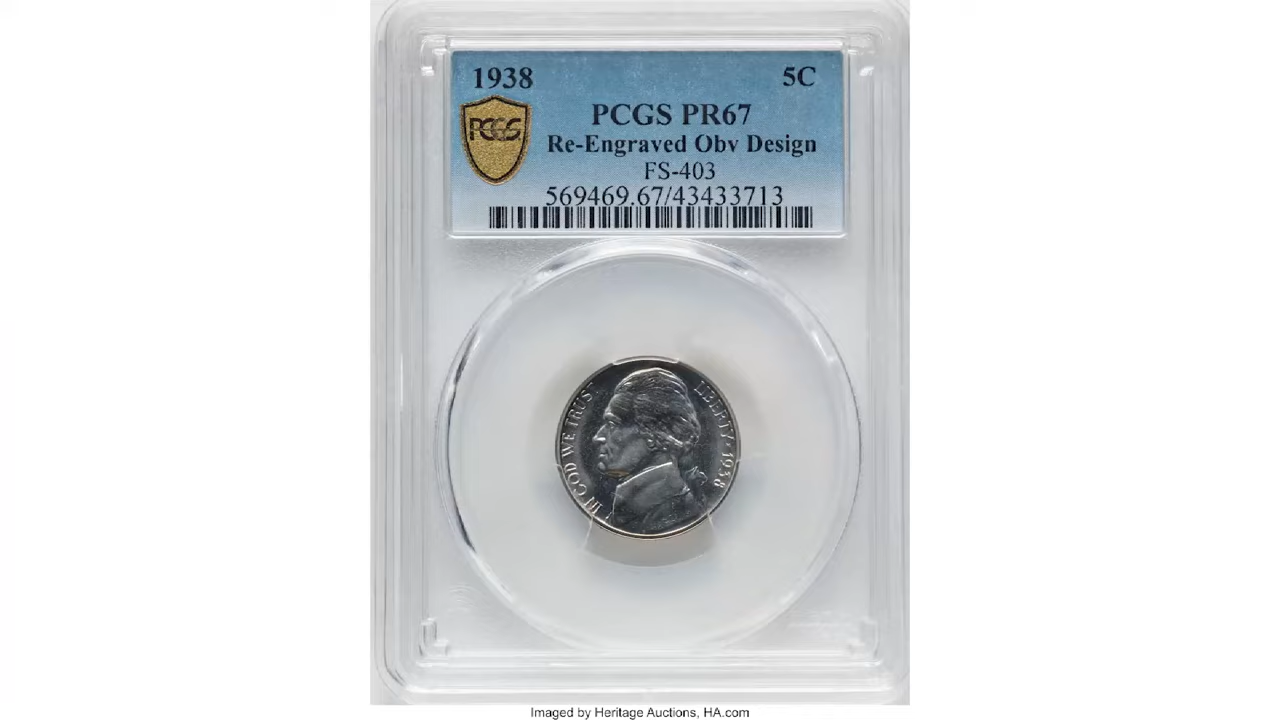 1938 5C
PCGS PR67
PCGS
Re-Engraved Obv Design
FS-403
569469.67/43433713
IN GOD WE TRUST
LIBERTY 1938
Imaged by Heritage Auctions, HA.com